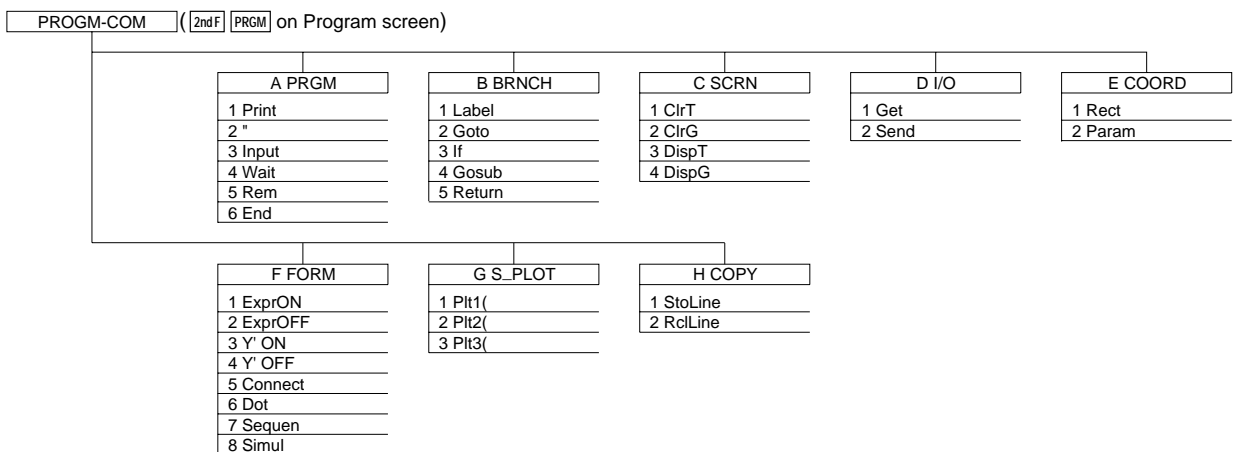 PROGM-COM ( 2ndF PRGM on Program screen)
A PRGM
1 Print
2 "
3 Input
4 Wait
5 Rem
6 End
B BRNCH
1 Label
2 Goto
3 If
4 Gosub
5 Return
C SCRN
1 ClrT
2 ClrG
3 DispT
4 DispG
D I/O
1 Get
2 Send
E COORD
1 Rect
2 Param
F FORM
1 ExprON
2 ExprOFF
3 Y' ON
4 Y' OFF
5 Connect
6 Dot
7 Sequen
8 Simul
G S_PLOT
1 Plt1(
2 Plt2(
3 Plt3(
H COPY
1 StoLine
2 RclLine